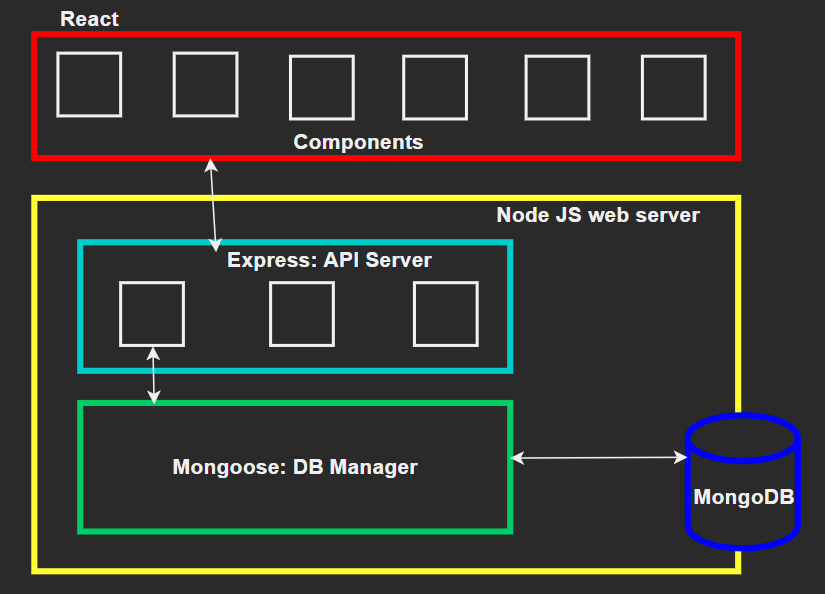 React
Components
Node JS web server
Express: API Server
Mongoose: DB Manager
MongoDB